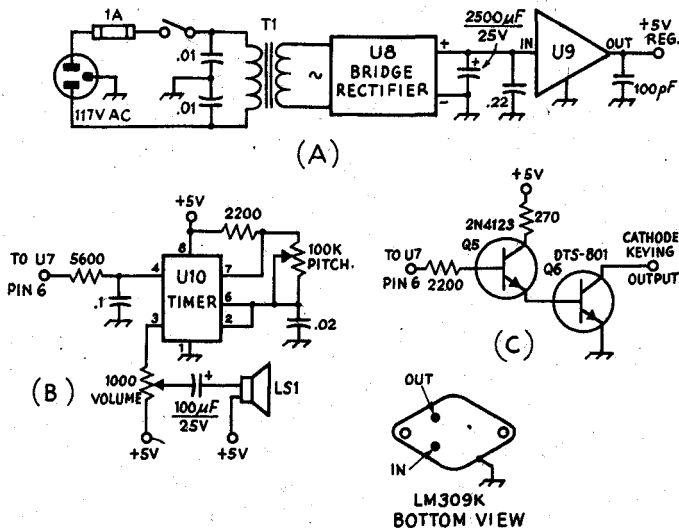 1A
T1
.01
.01
117V AC
U8
BRIDGE
RECTIFIER
~
+
-
2500µF
25V
+
.22
IN
U9
OUT
+5V
REG.
100pF
(A)
+5V
2200
100K
PITCH.
TO U7
PIN 6
5600
.1
8
4
7
U10
TIMER
6
3
2
1
.02
1000
VOLUME
+
100µF
25V
LS1
+5V
+5V
(B)
+5V
270
2N4123
Q5
TO U7
PIN 6
2200
DTS-801
Q6
CATHODE
KEYING
OUTPUT
(C)
OUT
IN
LM309K
BOTTOM VIEW